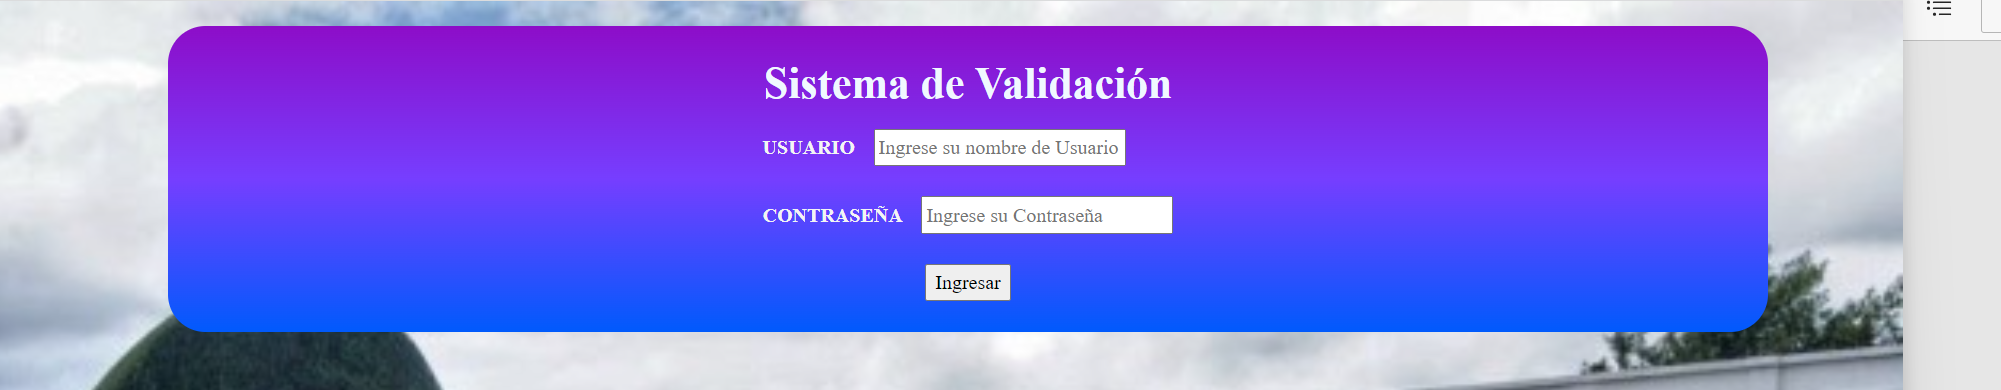 Sistema de Validación
USUARIO Ingrese su nombre de Usuario
CONTRASEÑA Ingrese su Contraseña
Ingresar